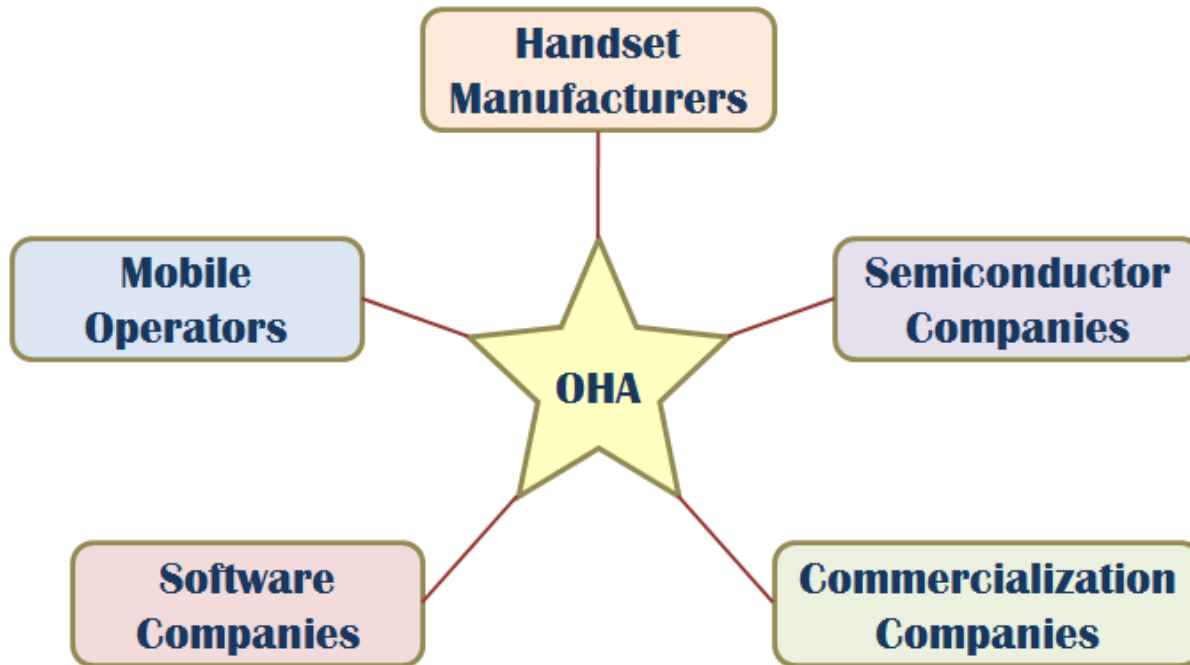 Handset
Manufacturers
Mobile
Operators
Semiconductor
Companies
OHA
Software
Companies
Commercialization
Companies